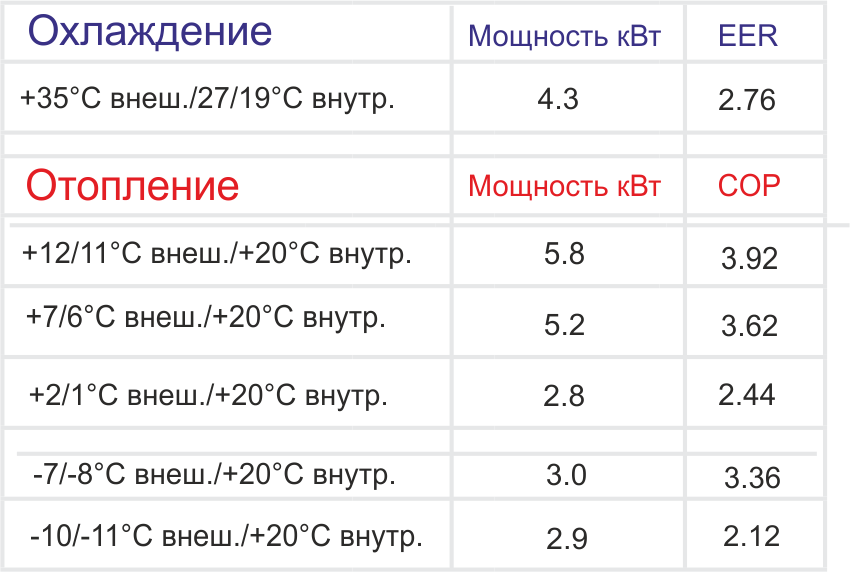 Охлаждение Мощность кВт EER
+35°C внеш./27/19°C внутр. 4.3 2.76
Отопление Мощность кВт COP
+12/11°C внеш./+20°C внутр. 5.8 3.92
+7/6°C внеш./+20°C внутр. 5.2 3.62
+2/1°C внеш./+20°C внутр. 2.8 2.44
-7/-8°C внеш./+20°C внутр. 3.0 3.36
-10/-11°C внеш./+20°C внутр. 2.9 2.12